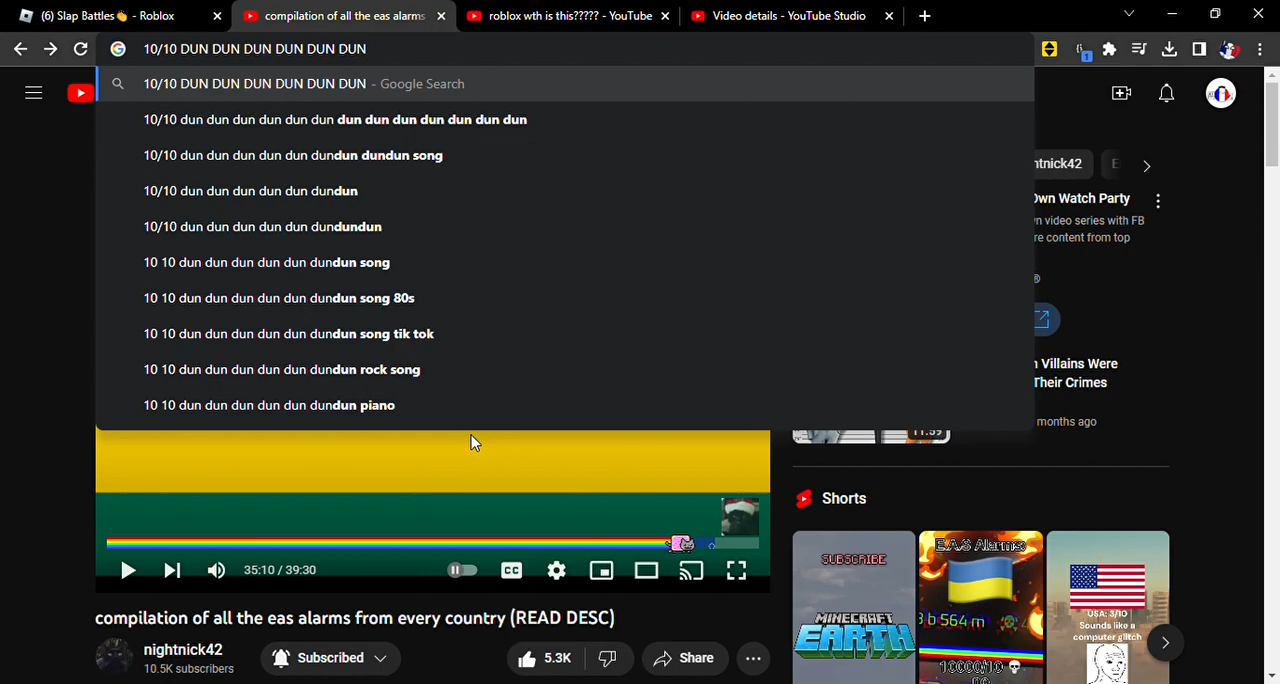 (6) Slap Battles👏 - Roblox
compilation of all the eas alarms
roblox wth is this????? - YouTube
Video details - YouTube Studio
10/10 DUN DUN DUN DUN DUN DUN
1
10/10 DUN DUN DUN DUN DUN DUN - Google Search
10/10 dun dun dun dun dun dun dun dun dun dun dun dun dun
10/10 dun dun dun dun dun dundun dundun song
10/10 dun dun dun dun dun dundun
10/10 dun dun dun dun dun dundundun
10 10 dun dun dun dun dun dundun song
10 10 dun dun dun dun dun dundun song 80s
10 10 dun dun dun dun dun dundun song tik tok
10 10 dun dun dun dun dun dundun rock song
10 10 dun dun dun dun dun dundun piano
htnick42
E
Own Watch Party
n video series with FB
re content from top
®
n Villains Were
Their Crimes
months ago
11:59
Shorts
SUBSCRIBE
MINECRAFT
EARTH
EAS Alarms:
b 564 m
10000/10 💀
USA: 3/10
Sounds like a
computer glitch
35:10 / 39:30
CC
compilation of all the eas alarms from every country (READ DESC)
nightnick42
10.5K subscribers
Subscribed
5.3K
Share